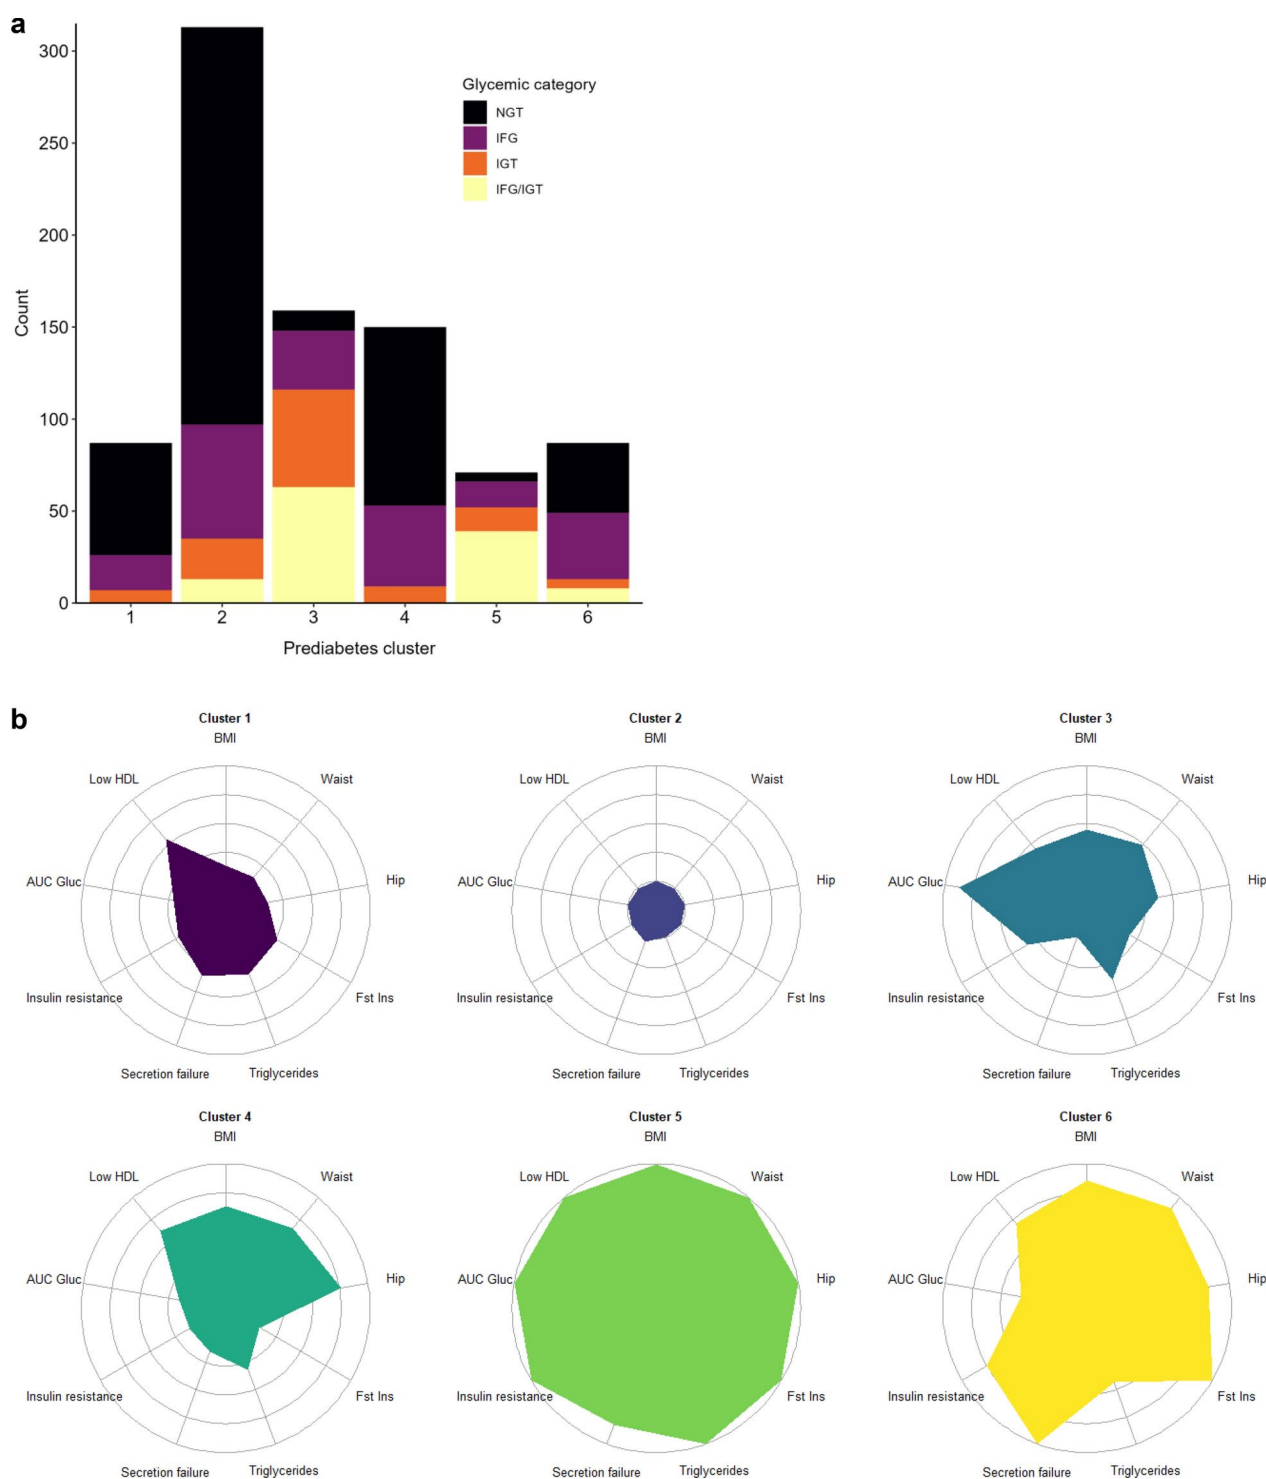 a
300
250
200
150
100
50
0
Count
Glycemic category
NGT
IFG
IGT
IFG/IGT
1 2 3 4 5 6
Prediabetes cluster
b
Cluster 1
BMI
Low HDL Waist
AUC Gluc Hip
Insulin resistance Fst Ins
Secretion failure Triglycerides
Cluster 2
BMI
Low HDL Waist
AUC Gluc Hip
Insulin resistance Fst Ins
Secretion failure Triglycerides
Cluster 3
BMI
Low HDL Waist
AUC Gluc Hip
Insulin resistance Fst Ins
Secretion failure Triglycerides
Cluster 4
BMI
Low HDL Waist
AUC Gluc Hip
Insulin resistance Fst Ins
Secretion failure Triglycerides
Cluster 5
BMI
Low HDL Waist
AUC Gluc Hip
Insulin resistance Fst Ins
Secretion failure Triglycerides
Cluster 6
BMI
Low HDL Waist
AUC Gluc Hip
Insulin resistance Fst Ins
Secretion failure Triglycerides